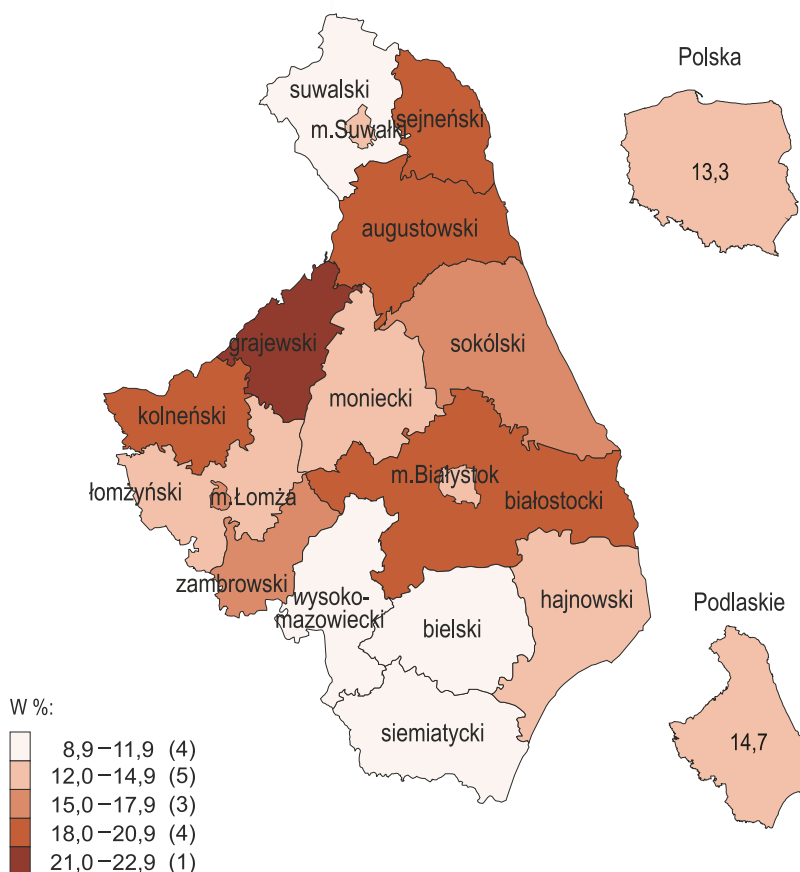 Polska
suwalski
m.Suwałki
sejneński
13,3
augustowski
grajewski
sokólski
moniecki
kolneński
m.Białystok
łomżyński
m.Łomża
białostocki
zambrowski
wysoko-
mazowiecki
hajnowski
Podlaskie
bielski
siemiatycki
14,7
W %:
8,9–11,9 (4)
12,0–14,9 (5)
15,0–17,9 (3)
18,0–20,9 (4)
21,0–22,9 (1)